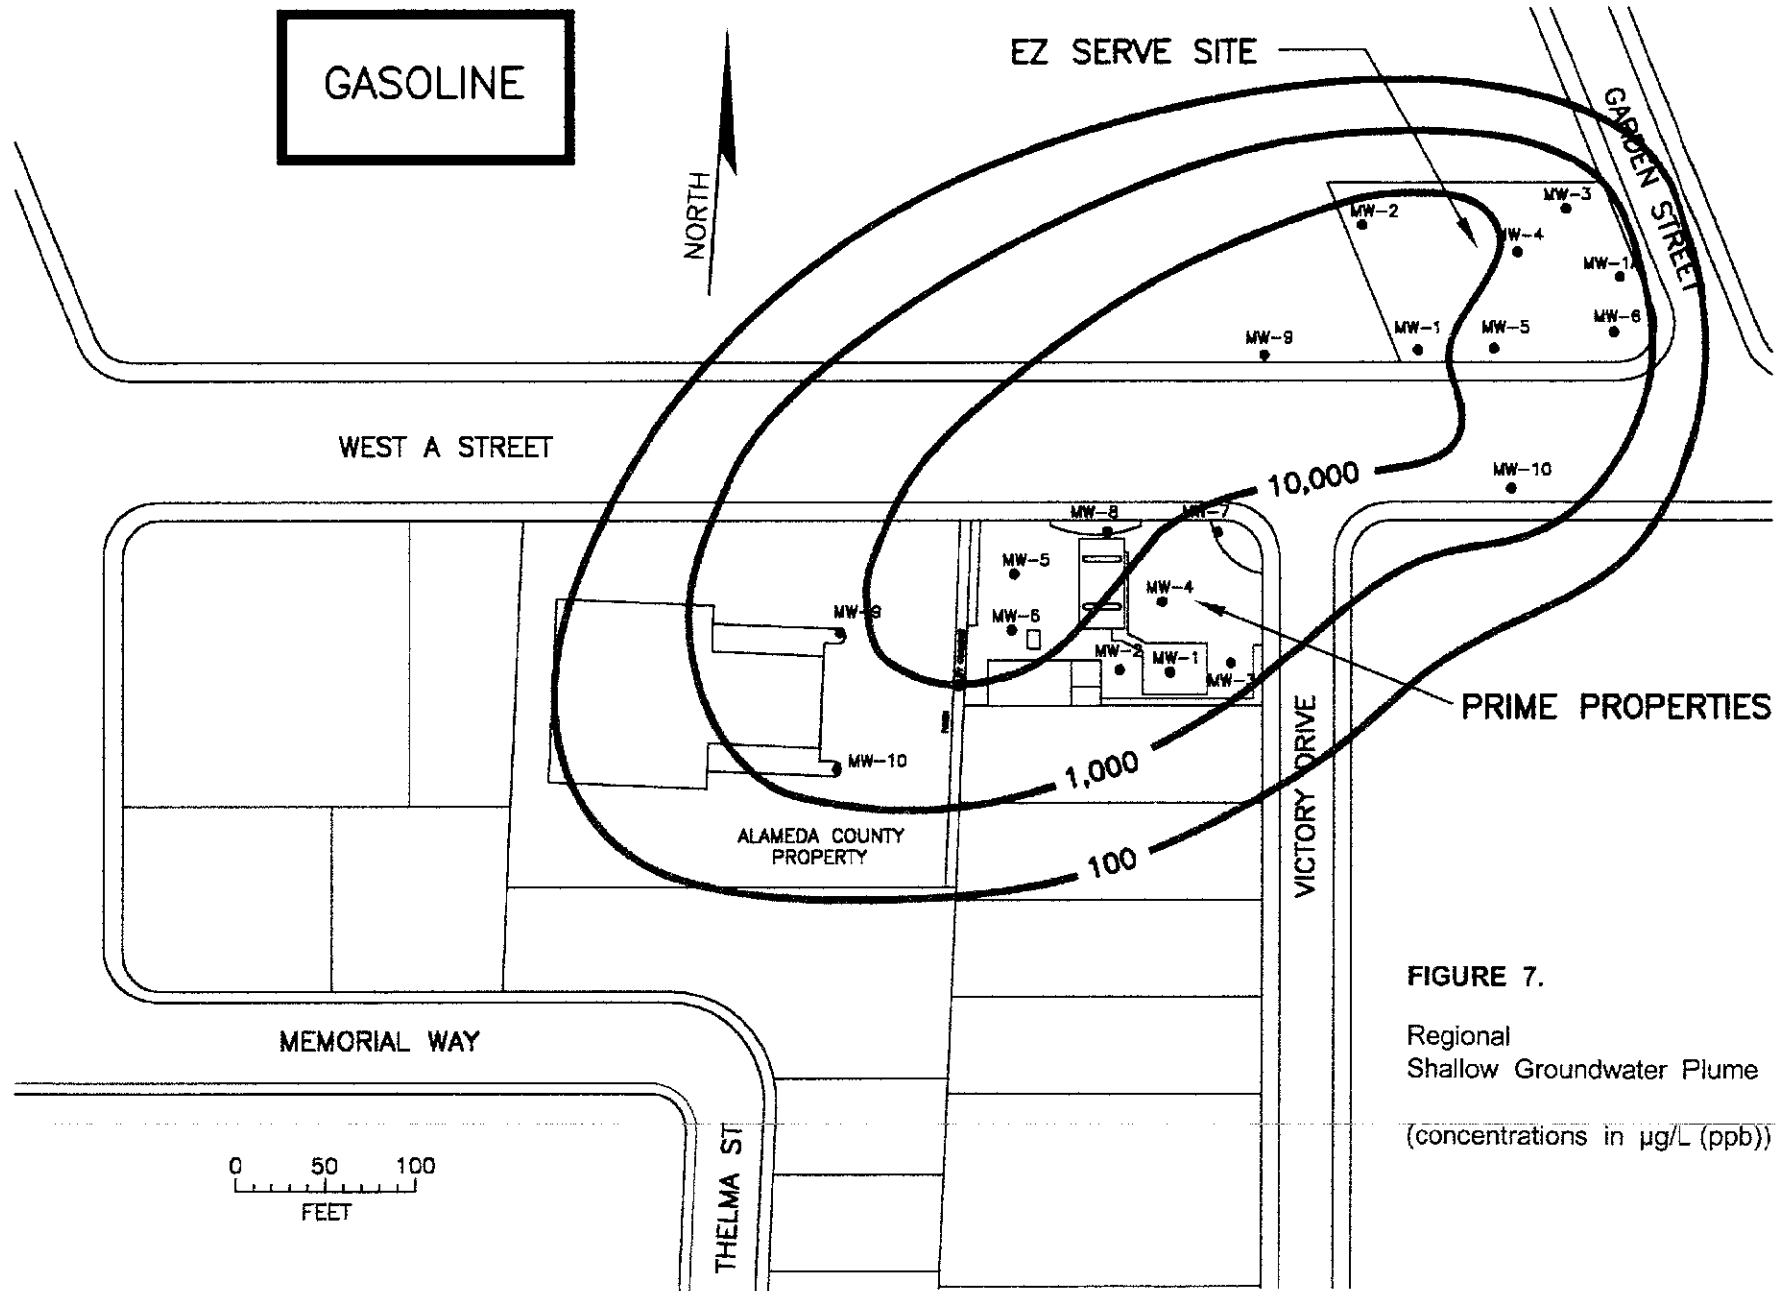 GASOLINE
EZ SERVE SITE
NORTH
GARDEN STREET
MW-3
MW-2
MW-4
MW-1A
MW-6
MW-1
MW-5
MW-9
WEST A STREET
10,000
MW-10
MW-8
MW-7
MW-5
MW-4
MW-9
MW-6
MW-2
MW-1
MW-3
PRIME PROPERTIES
MW-10
1,000
VICTORY DRIVE
ALAMEDA COUNTY
PROPERTY
100
FIGURE 7.
Regional
Shallow Groundwater Plume
(concentrations in µg/L (ppb))
MEMORIAL WAY
THELMA ST
0 50 100
FEET